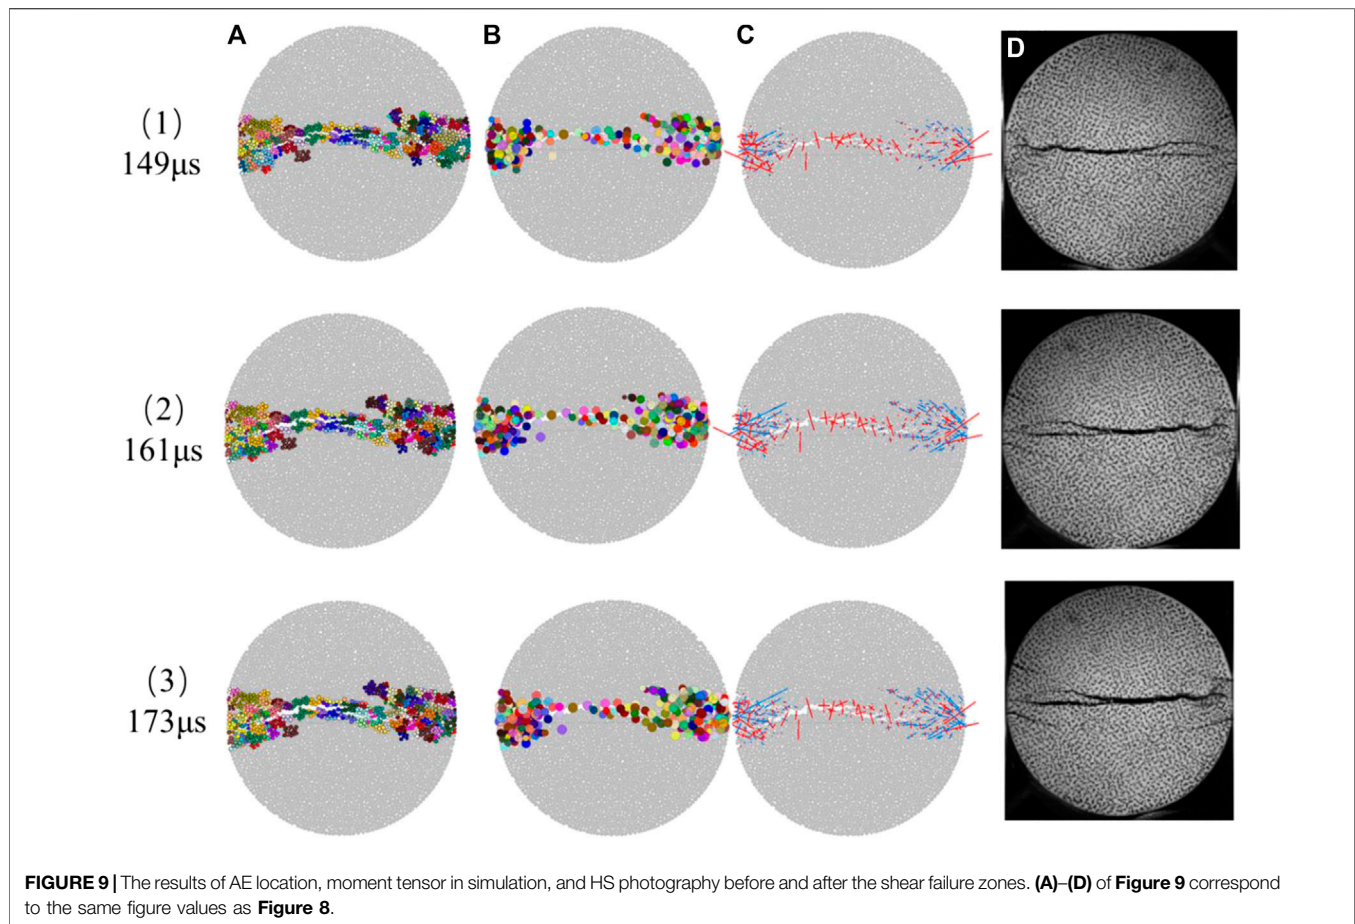 A
B
C
D
(1)
149μs
(2)
161μs
(3)
173μs
FIGURE 9 | The results of AE location, moment tensor in simulation, and HS photography before and after the shear failure zones. (A)–(D) of Figure 9 correspond
to the same figure values as Figure 8.